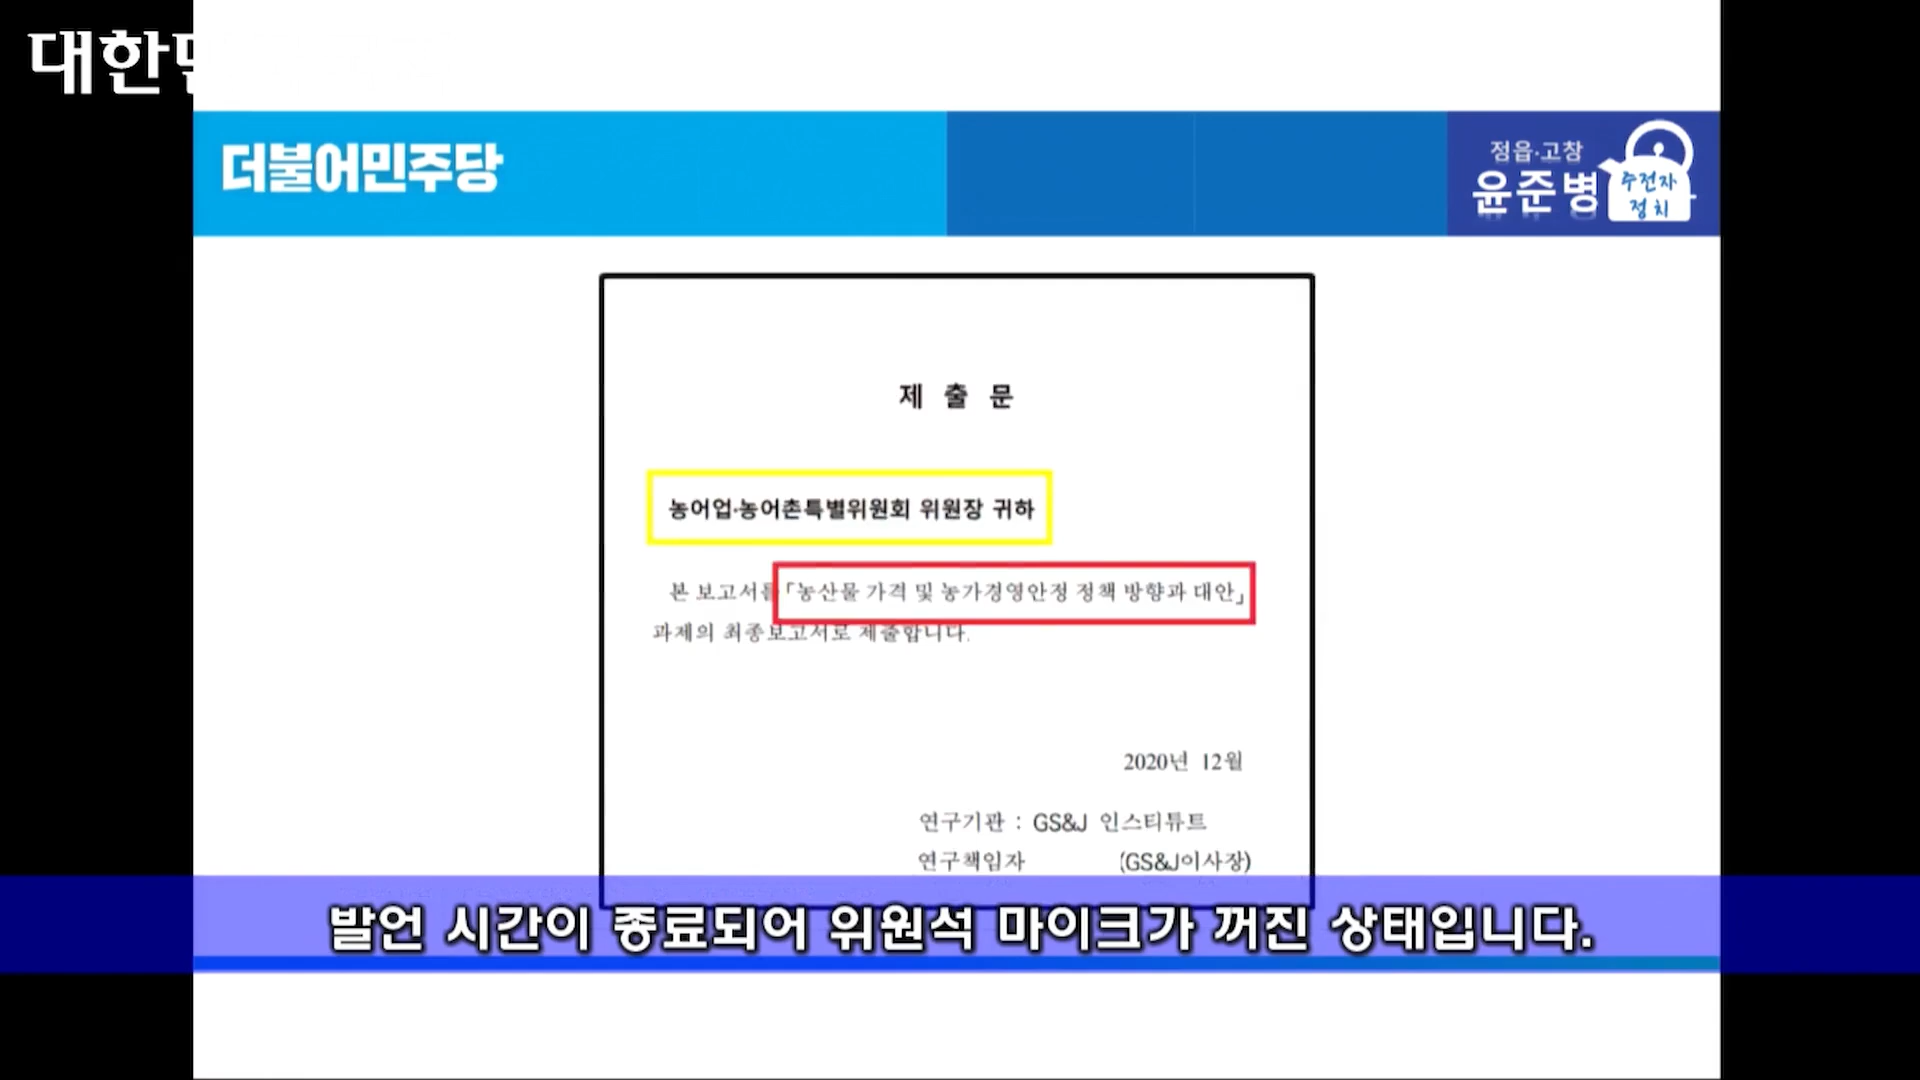 대한민
더불어민주당
정읍·고창
윤준병
주전자
정치
제 출 문
농어업·농어촌특별위원회 위원장 귀하
본 보고서를 「농산물 가격 및 농가경영안정 정책 방향과 대안」
과제의 최종보고서로 제출합니다.
2020년 12월
연구기관 : GS&J 인스티튜트
연구책임자 (GS&J이사장)
발언 시간이 종료되어 위원석 마이크가 꺼진 상태입니다.